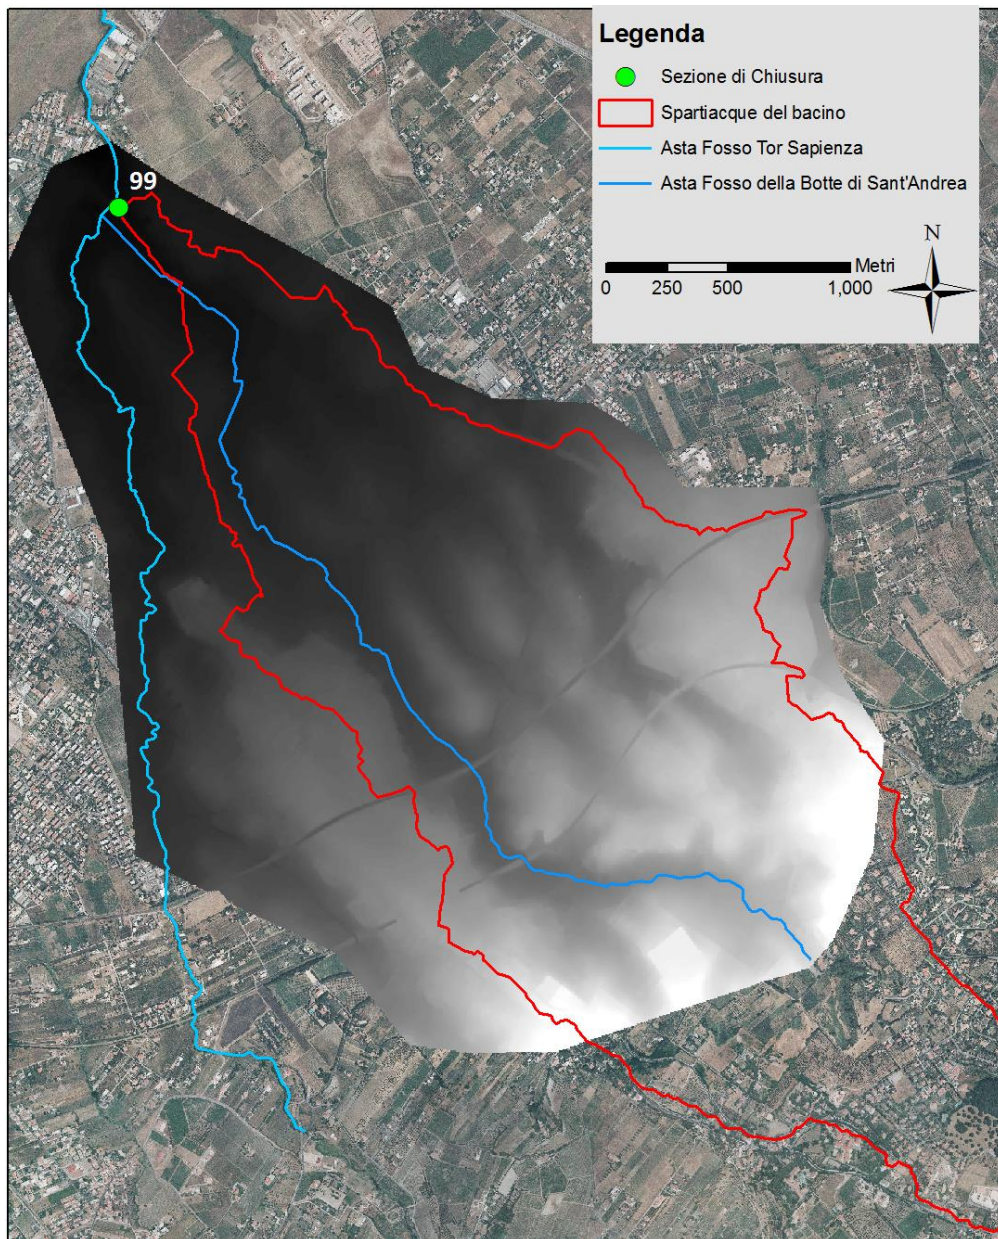 Legenda
Sezione di Chiusura
Spartiacque del bacino
Asta Fosso Tor Sapienza
Asta Fosso della Botte di Sant'Andrea
N
Metri
0 250 500 1,000
99